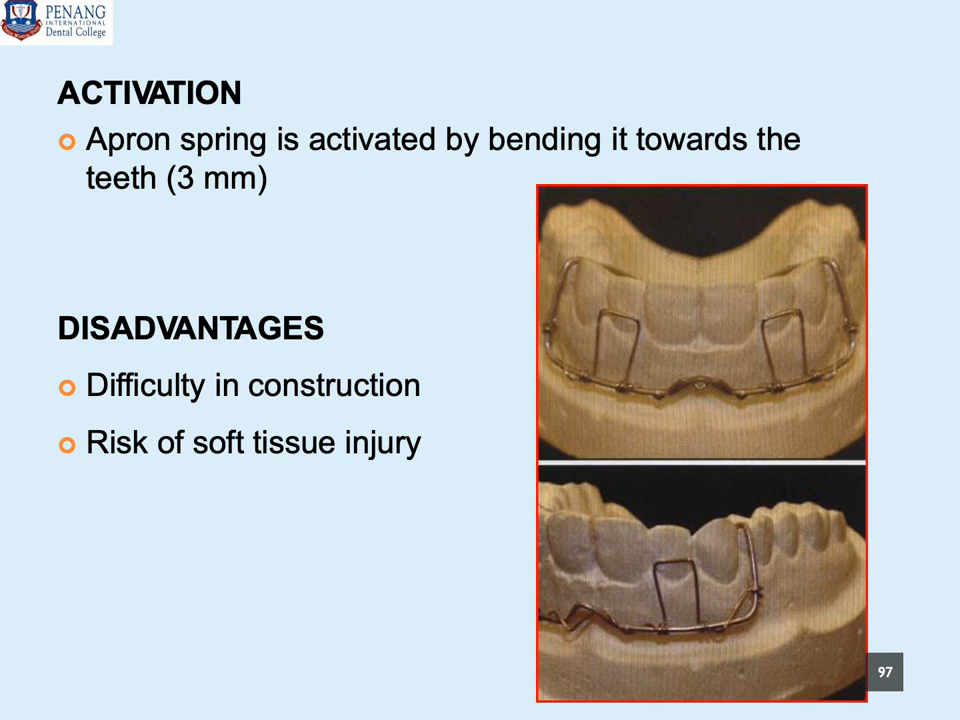 PENANG
INTERNATIONAL
Dental College
ACTIVATION
Apron spring is activated by bending it towards the
teeth (3 mm)
DISADVANTAGES
Difficulty in construction
Risk of soft tissue injury
97